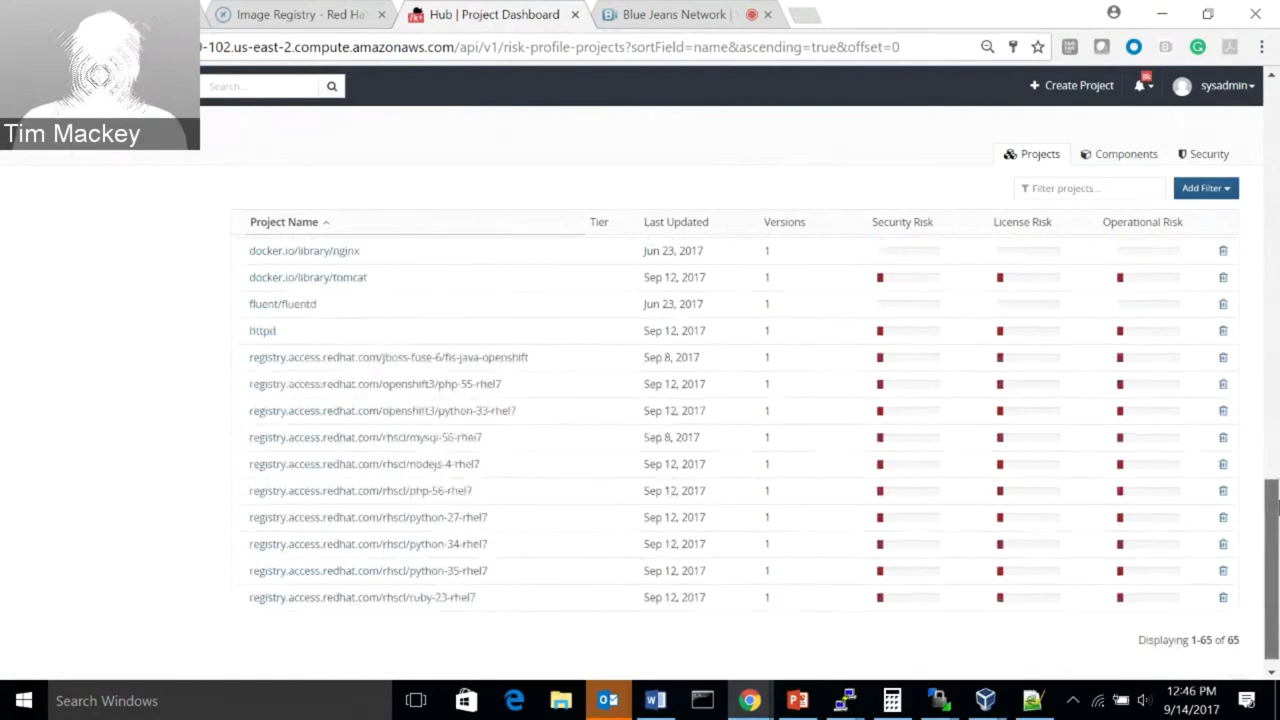 Image Registry - Red Ha
Hub | Project Dashboard
Blue Jeans Network |
0-102.us-east-2.compute.amazonaws.com/api/v1/risk-profile-projects?sortField=name&ascending=true&offset=0
Search...
Create Project
sysadmin
Tim Mackey
Projects
Components
Security
Filter projects...
Add Filter
Project Name Tier Last Updated Versions Security Risk License Risk Operational Risk
docker.io/library/nginx Jun 23, 2017 1
docker.io/library/tomcat Sep 12, 2017 1
fluent/fluentd Jun 23, 2017 1
httpd Sep 12, 2017 1
registry.access.redhat.com/jboss-fuse-6/fis-java-openshift Sep 8, 2017 1
registry.access.redhat.com/openshift3/php-55-rhel7 Sep 12, 2017 1
registry.access.redhat.com/openshift3/python-33-rhel7 Sep 12, 2017 1
registry.access.redhat.com/rhscl/mysql-56-rhel7 Sep 8, 2017 1
registry.access.redhat.com/rhscl/nodejs-4-rhel7 Sep 12, 2017 1
registry.access.redhat.com/rhscl/php-56-rhel7 Sep 12, 2017 1
registry.access.redhat.com/rhscl/python-27-rhel7 Sep 12, 2017 1
registry.access.redhat.com/rhscl/python-34-rhel7 Sep 12, 2017 1
registry.access.redhat.com/rhscl/python-35-rhel7 Sep 12, 2017 1
registry.access.redhat.com/rhscl/ruby-23-rhel7 Sep 12, 2017 1
Displaying 1-65 of 65
Search Windows
12:46 PM
9/14/2017